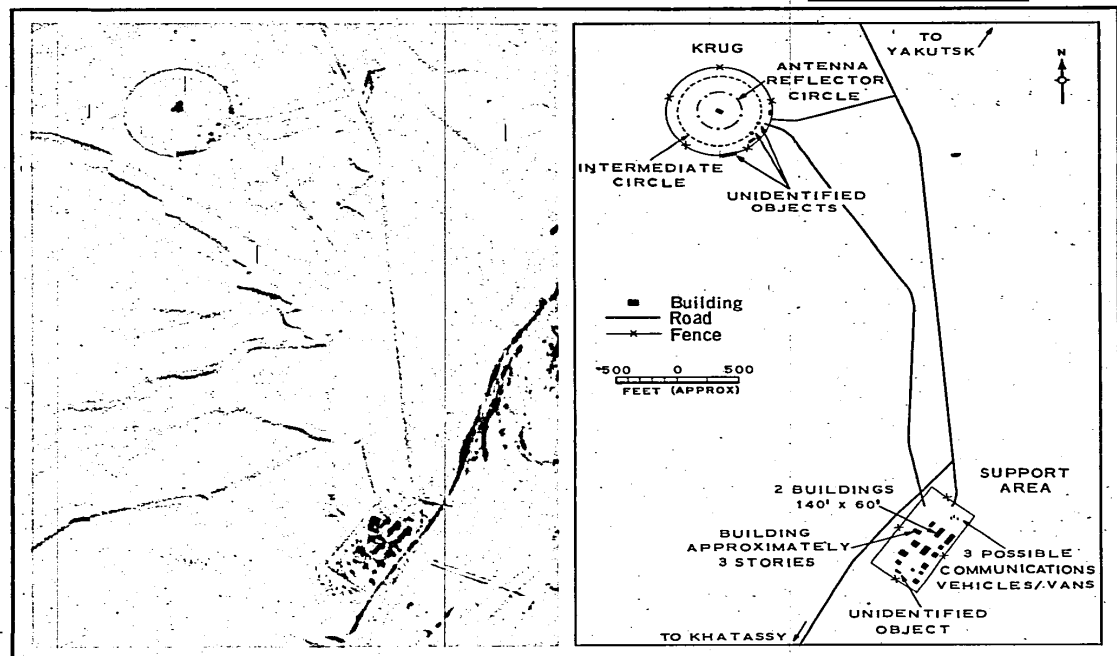 TO
YAKUTSK
KRUG
N
ANTENNA
REFLECTOR
CIRCLE
INTERMEDIATE
CIRCLE
UNIDENTIFIED
OBJECTS
Building
Road
Fence
500 0 500
FEET (APPROX)
SUPPORT
AREA
2 BUILDINGS
140' X 60'
BUILDING
APPROXIMATELY
3 STORIES
3 POSSIBLE
COMMUNICATIONS
VEHICLES/VANS
UNIDENTIFIED
OBJECT
TO KHATASSY